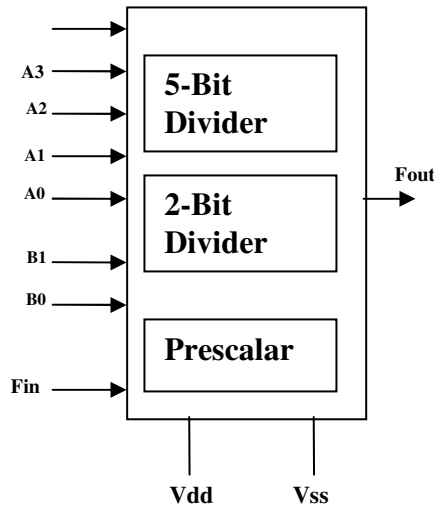 A3
A2
A1
A0
B1
B0
Fin
5-Bit
Divider
2-Bit
Divider
Prescalar
Fout
Vdd
Vss